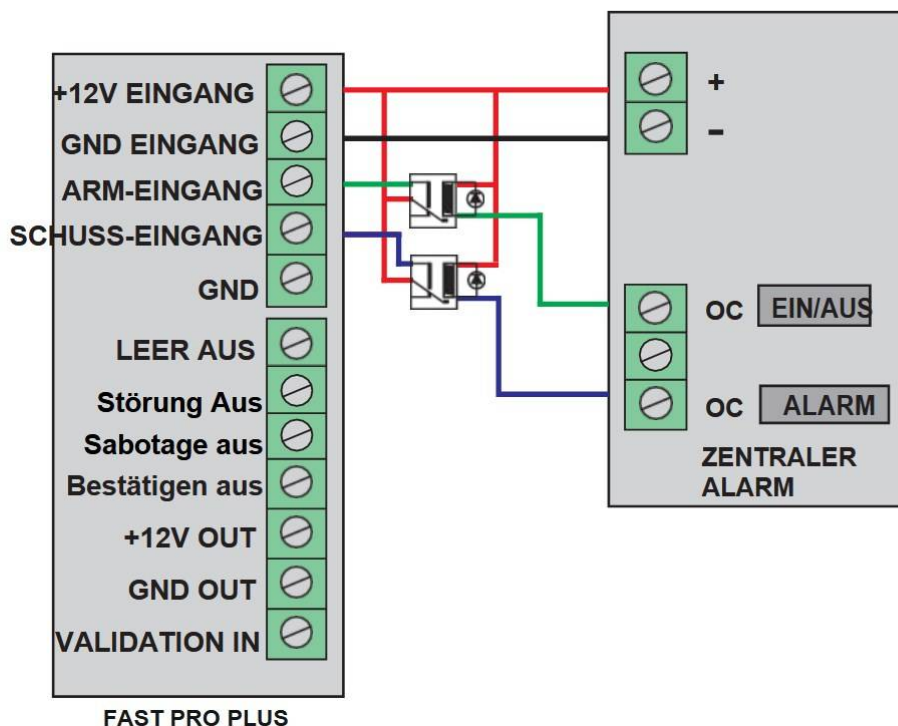 +12V EINGANG
GND EINGANG
ARM-EINGANG
SCHUSS-EINGANG
GND
LEER AUS
Störung Aus
Sabotage aus
Bestätigen aus
+12V OUT
GND OUT
VALIDATION IN
FAST PRO PLUS
+
-
OC EIN/AUS
OC ALARM
ZENTRALER
ALARM